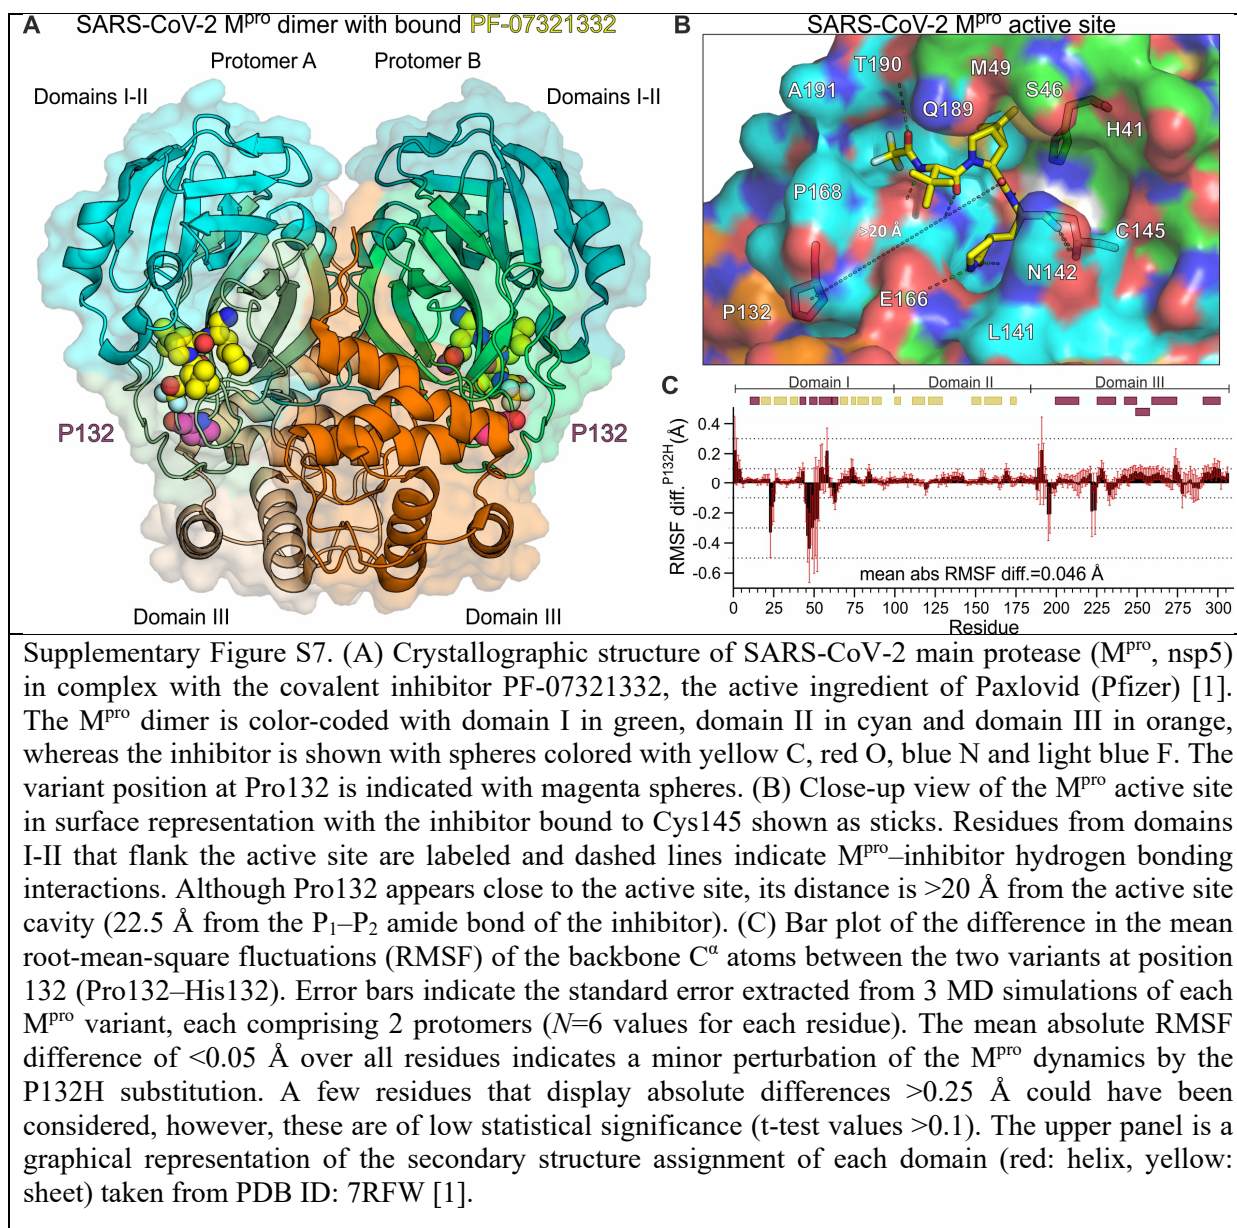 A SARS-CoV-2 Mpro dimer with bound PF-07321332
Protomer A Protomer B
Domains I-II Domains I-II
P132 P132
Domain III Domain III
B SARS-CoV-2 Mpro active site
T190 M49
A191 S46
Q189
H41
P168
>20 Å
C145
N142
E166
P132
L141
C
Domain I Domain II Domain III
RMSF diff.P132H(Å)
0.4
0.2
0
-0.2
-0.4
-0.6
mean abs RMSF diff.=0.046 Å
0 25 50 75 100 125 150 175 200 225 250 275 300
Residue
Supplementary Figure S7. (A) Crystallographic structure of SARS-CoV-2 main protease (Mpro, nsp5)
in complex with the covalent inhibitor PF-07321332, the active ingredient of Paxlovid (Pfizer) [1].
The Mpro dimer is color-coded with domain I in green, domain II in cyan and domain III in orange,
whereas the inhibitor is shown with spheres colored with yellow C, red O, blue N and light blue F. The
variant position at Pro132 is indicated with magenta spheres. (B) Close-up view of the Mpro active site
in surface representation with the inhibitor bound to Cys145 shown as sticks. Residues from domains
I-II that flank the active site are labeled and dashed lines indicate Mpro–inhibitor hydrogen bonding
interactions. Although Pro132 appears close to the active site, its distance is >20 Å from the active site
cavity (22.5 Å from the P1–P2 amide bond of the inhibitor). (C) Bar plot of the difference in the mean
root-mean-square fluctuations (RMSF) of the backbone Cα atoms between the two variants at position
132 (Pro132–His132). Error bars indicate the standard error extracted from 3 MD simulations of each
Mpro variant, each comprising 2 protomers (N=6 values for each residue). The mean absolute RMSF
difference of <0.05 Å over all residues indicates a minor perturbation of the Mpro dynamics by the
P132H substitution. A few residues that display absolute differences >0.25 Å could have been
considered, however, these are of low statistical significance (t-test values >0.1). The upper panel is a
graphical representation of the secondary structure assignment of each domain (red: helix, yellow:
sheet) taken from PDB ID: 7RFW [1].